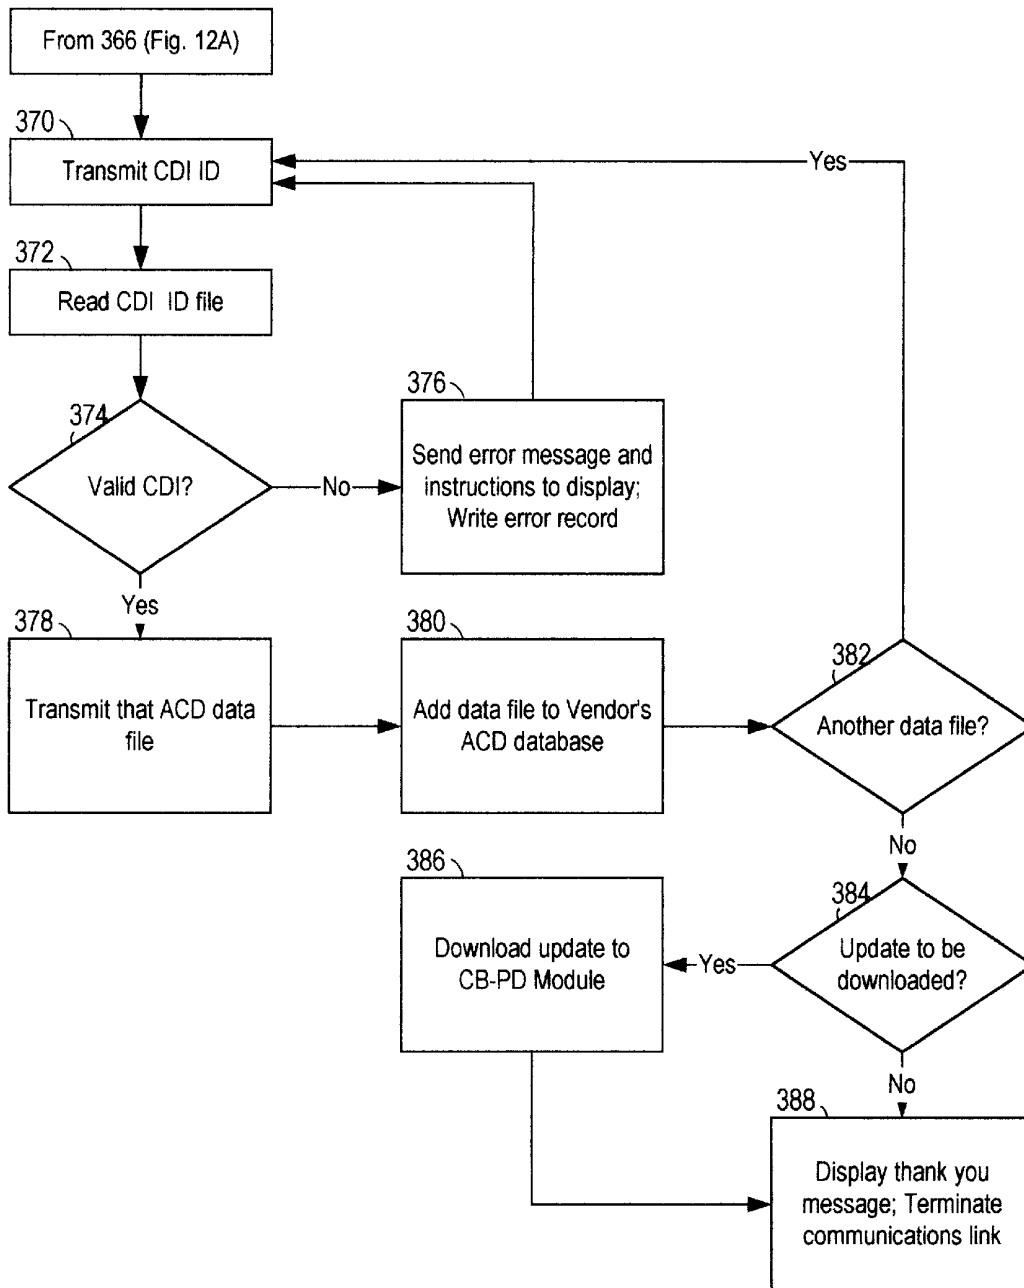 From 366 (Fig. 12A)
370
Transmit CDI ID
Yes
372
Read CDI ID file
374
Valid CDI?
No
376
Send error message and
instructions to display;
Write error record
Yes
378
Transmit that ACD data
file
380
Add data file to Vendor's
ACD database
382
Another data file?
No
384
Update to be
downloaded?
Yes
386
Download update to
CB-PD Module
No
388
Display thank you
message; Terminate
communications link